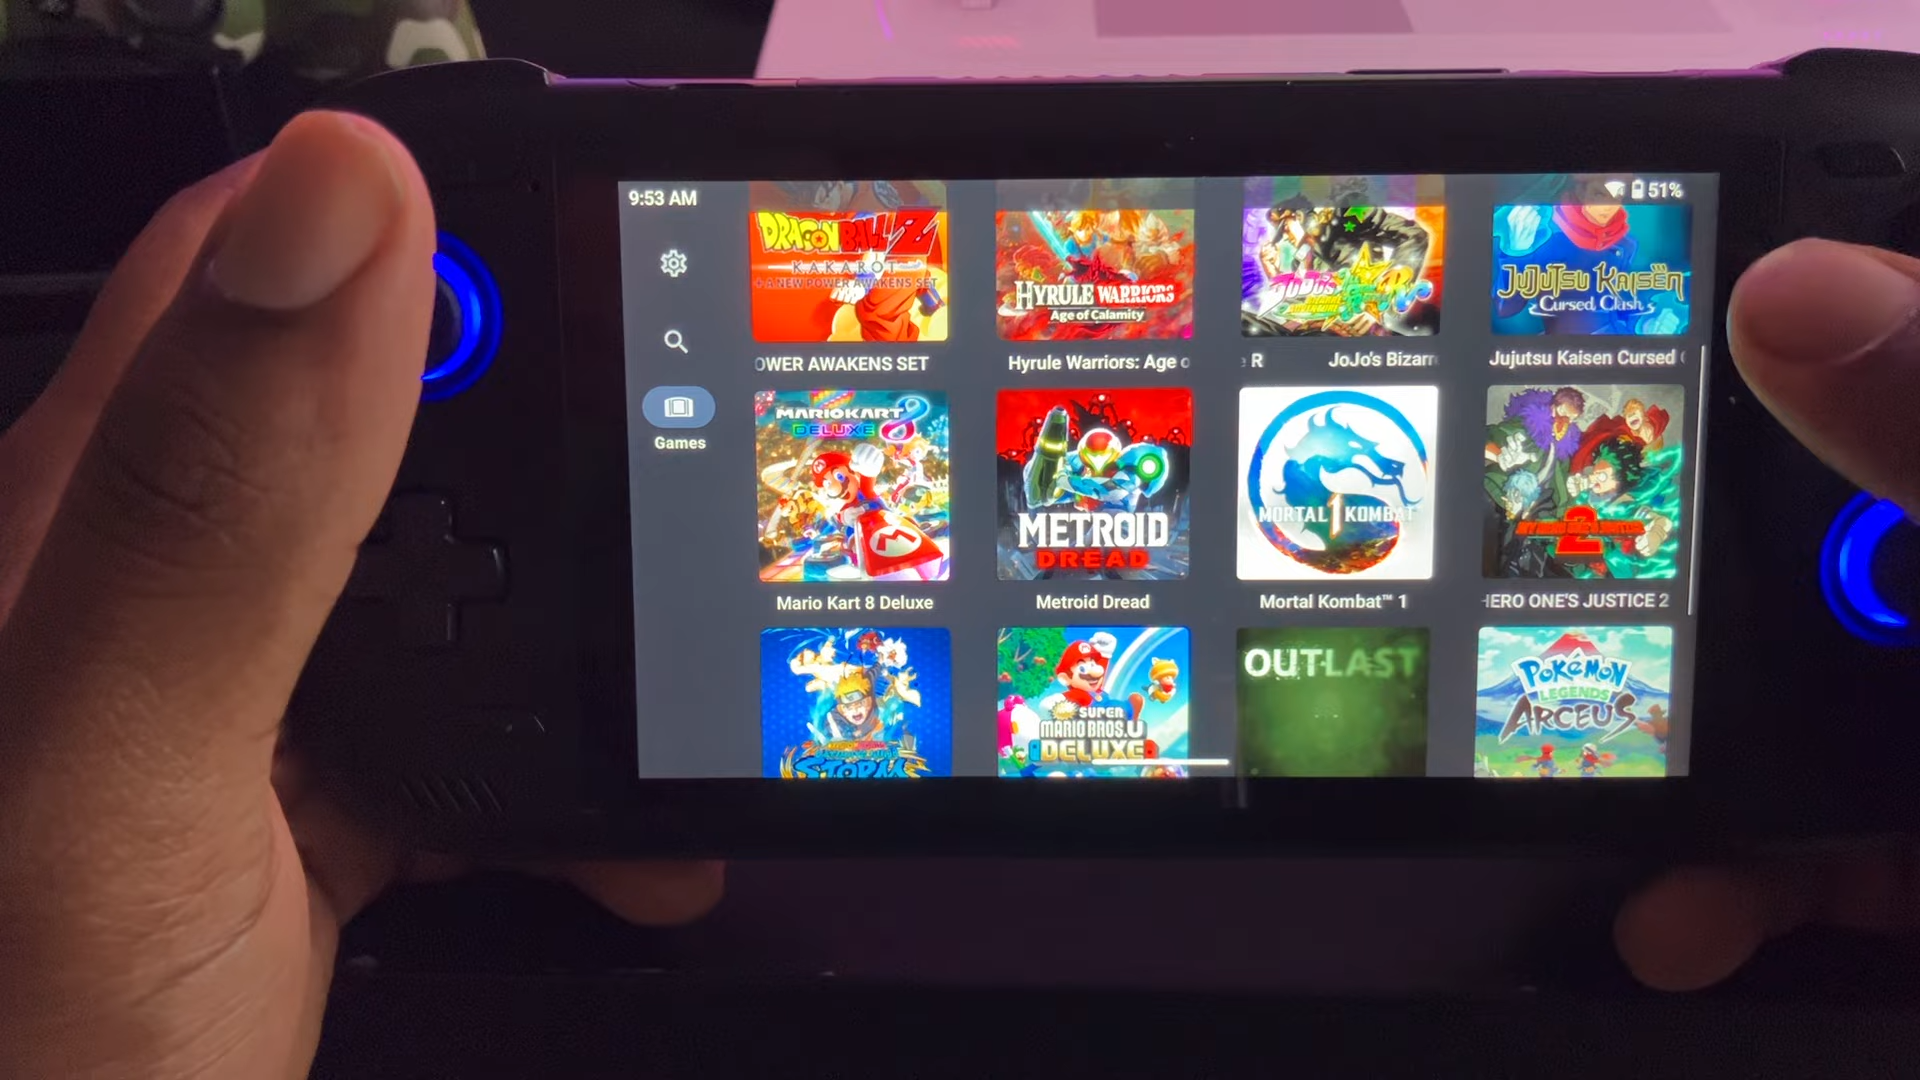 9:53 AM
51%
DRAGON BALL Z
KAKAROT
+ A NEW POWER AWAKENS SET
HYRULE WARRIORS
Age of Calamity
JUJUTSU KAISEN
Cursed Clash
OWER AWAKENS SET
Hyrule Warriors: Age o
e R JoJo's Bizarr
Jujutsu Kaisen Cursed C
Games
MARIOKART 8
DELUXE
METROID
DREAD
MORTAL KOMBAT 1
2
Mario Kart 8 Deluxe
Metroid Dread
Mortal Kombat™ 1
HERO ONE'S JUSTICE 2
STORM
NEW SUPER
MARIO BROS. U
DELUXE
OUTLAST
POKÉMON
LEGENDS
ARCEUS